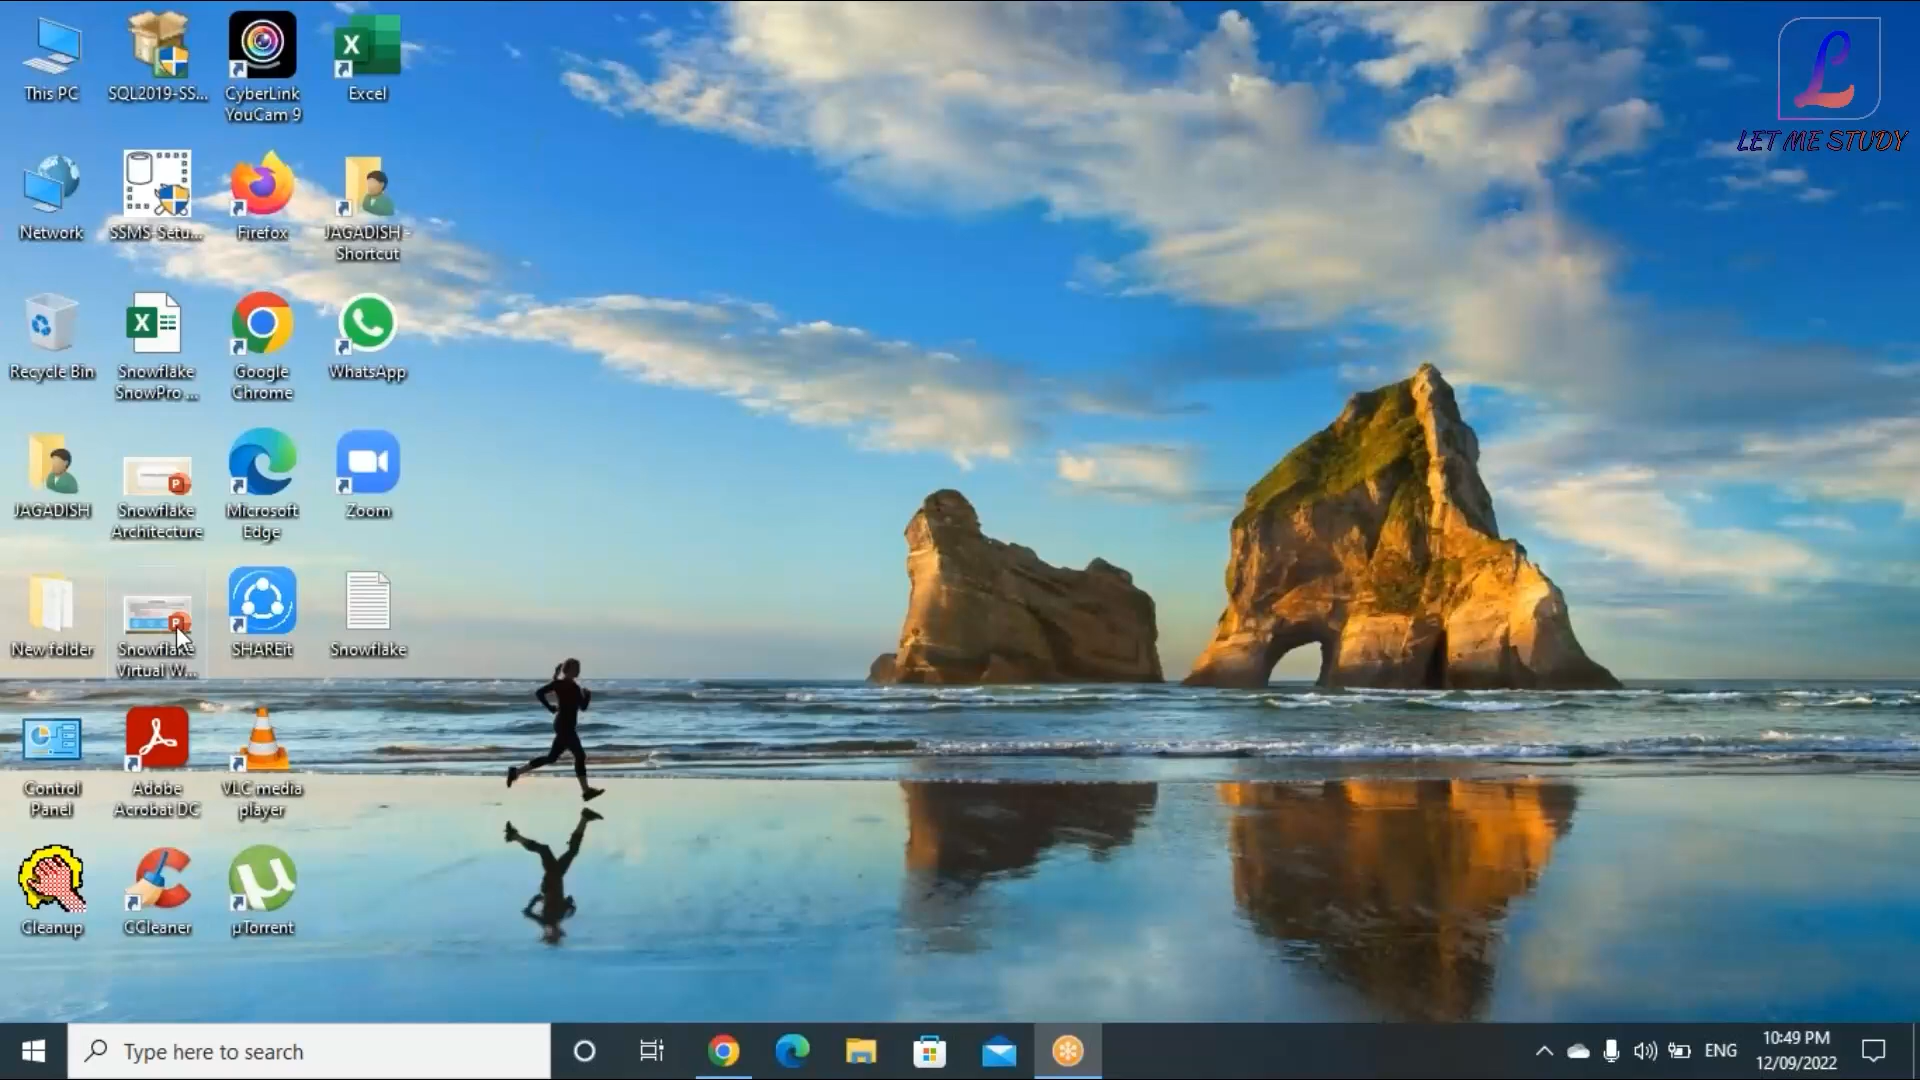 This PC
SQL2019-SS...
CyberLink
YouCam 9
Excel
LET ME STUDY
Network
SSMS-Setu...
Firefox
JAGADISH -
Shortcut
Recycle Bin
Snowflake
SnowPro ...
Google
Chrome
WhatsApp
JAGADISH
Snowflake
Architecture
Microsoft
Edge
Zoom
New folder
Snowflake
Virtual W...
SHAREit
Snowflake
Control
Panel
Adobe
Acrobat DC
VLC media
player
Cleanup
CCleaner
µTorrent
Type here to search
ENG
10:49 PM
12/09/2022